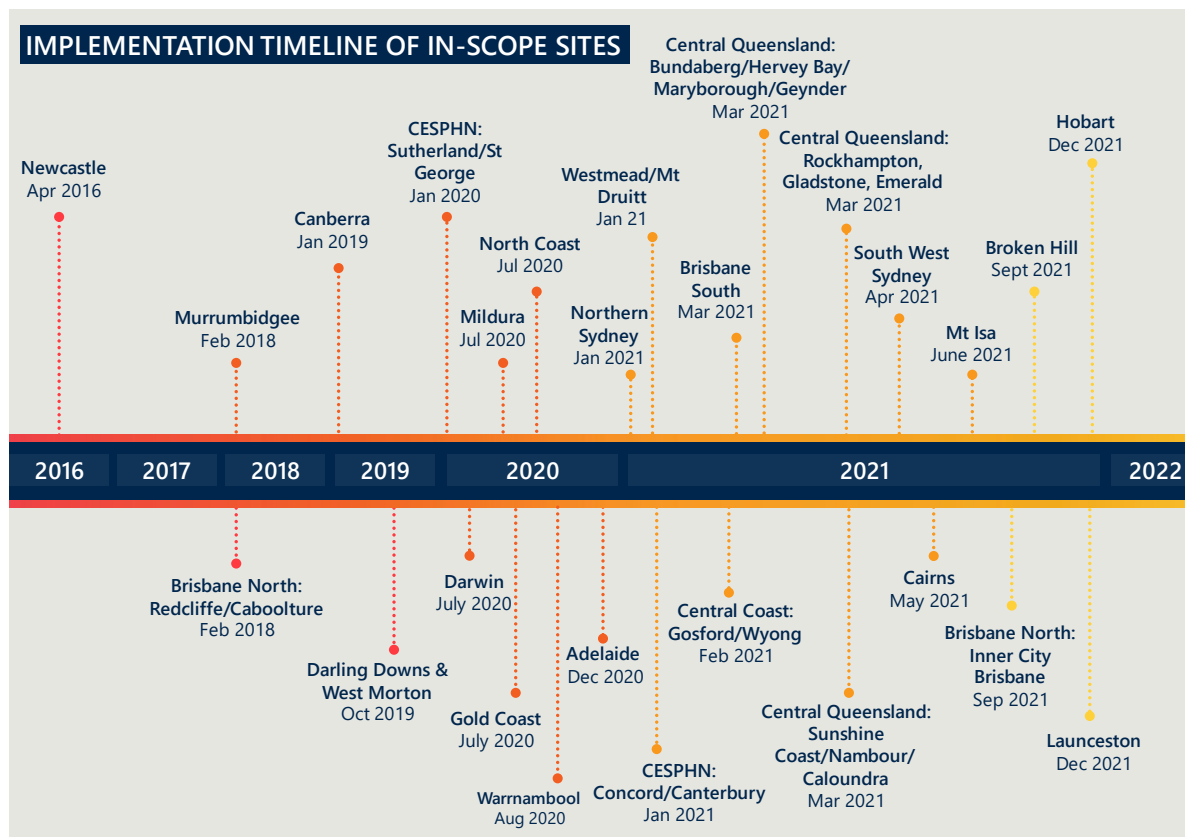 IMPLEMENTATION TIMELINE OF IN-SCOPE SITES
Newcastle
Apr 2016
Murrumbidgee
Feb 2018
Canberra
Jan 2019
CESPHN:
Sutherland/St
George
Jan 2020
Mildura
Jul 2020
North Coast
Jul 2020
Northern
Sydney
Jan 2021
Westmead/Mt
Druitt
Jan 21
Brisbane
South
Mar 2021
Central Queensland:
Bundaberg/Hervey Bay/
Maryborough/Geynder
Mar 2021
Central Queensland:
Rockhampton,
Gladstone, Emerald
Mar 2021
South West
Sydney
Apr 2021
Mt Isa
June 2021
Broken Hill
Sept 2021
Hobart
Dec 2021
2016
2017
2018
2019
2020
2021
2022
Brisbane North:
Redcliffe/Caboolture
Feb 2018
Darling Downs &
West Morton
Oct 2019
Darwin
July 2020
Gold Coast
July 2020
Warrnambool
Aug 2020
Adelaide
Dec 2020
CESPHN:
Concord/Canterbury
Jan 2021
Central Coast:
Gosford/Wyong
Feb 2021
Central Queensland:
Sunshine
Coast/Nambour/
Caloundra
Mar 2021
Cairns
May 2021
Brisbane North:
Inner City
Brisbane
Sep 2021
Launceston
Dec 2021